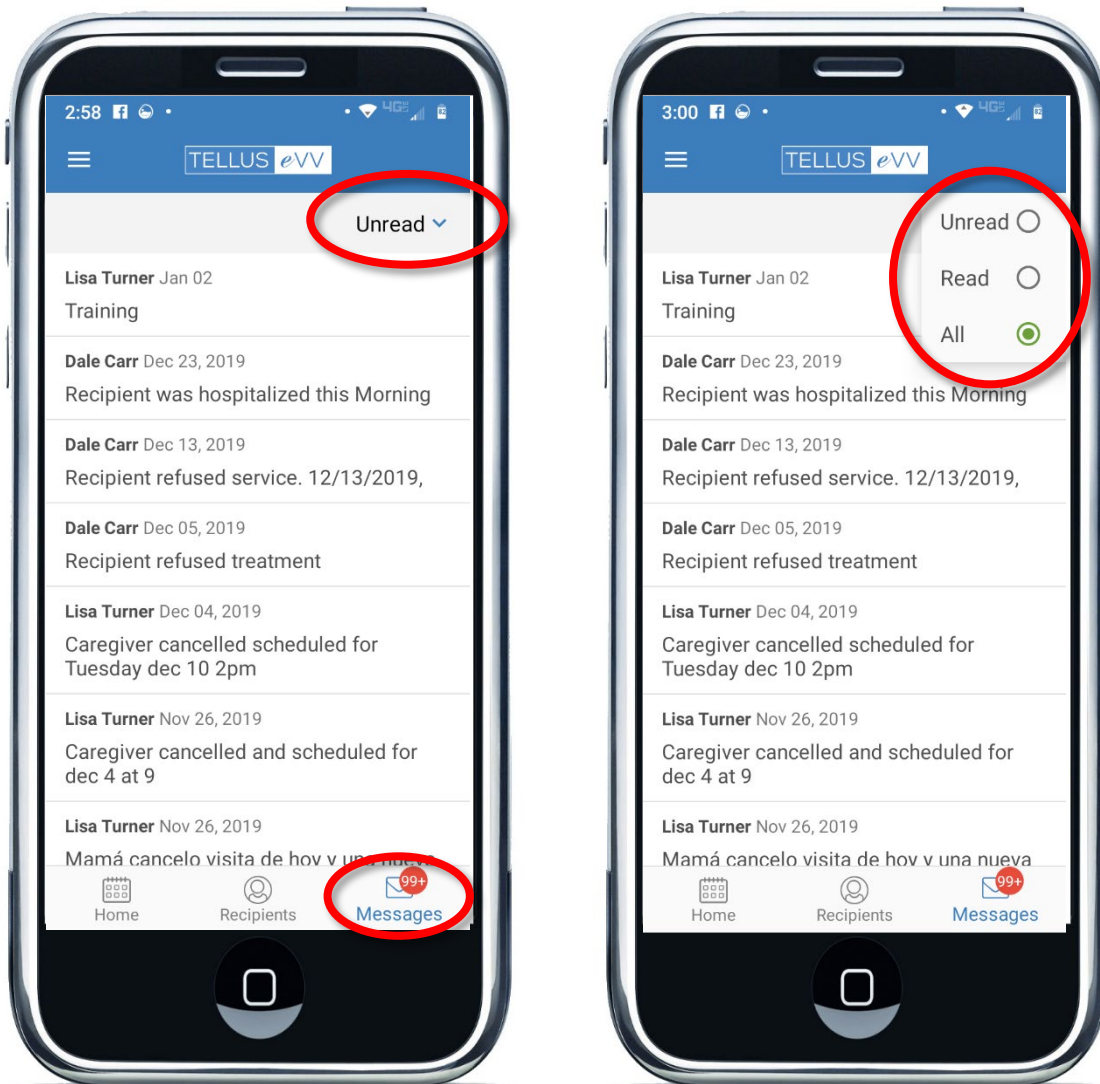 2:58
4G
TELLUS eVV
Unread
Lisa Turner Jan 02
Training
Dale Carr Dec 23, 2019
Recipient was hospitalized this Morning
Dale Carr Dec 13, 2019
Recipient refused service. 12/13/2019,
Dale Carr Dec 05, 2019
Recipient refused treatment
Lisa Turner Dec 04, 2019
Caregiver cancelled scheduled for
Tuesday dec 10 2pm
Lisa Turner Nov 26, 2019
Caregiver cancelled and scheduled for
dec 4 at 9
Lisa Turner Nov 26, 2019
Mamá cancelo visita de hoy y una nueva
99+
Home Recipients Messages
3:00
4G
TELLUS eVV
Unread
Read
All
Lisa Turner Jan 02
Training
Dale Carr Dec 23, 2019
Recipient was hospitalized this Morning
Dale Carr Dec 13, 2019
Recipient refused service. 12/13/2019,
Dale Carr Dec 05, 2019
Recipient refused treatment
Lisa Turner Dec 04, 2019
Caregiver cancelled scheduled for
Tuesday dec 10 2pm
Lisa Turner Nov 26, 2019
Caregiver cancelled and scheduled for
dec 4 at 9
Lisa Turner Nov 26, 2019
Mamá cancelo visita de hoy y una nueva
99+
Home Recipients Messages